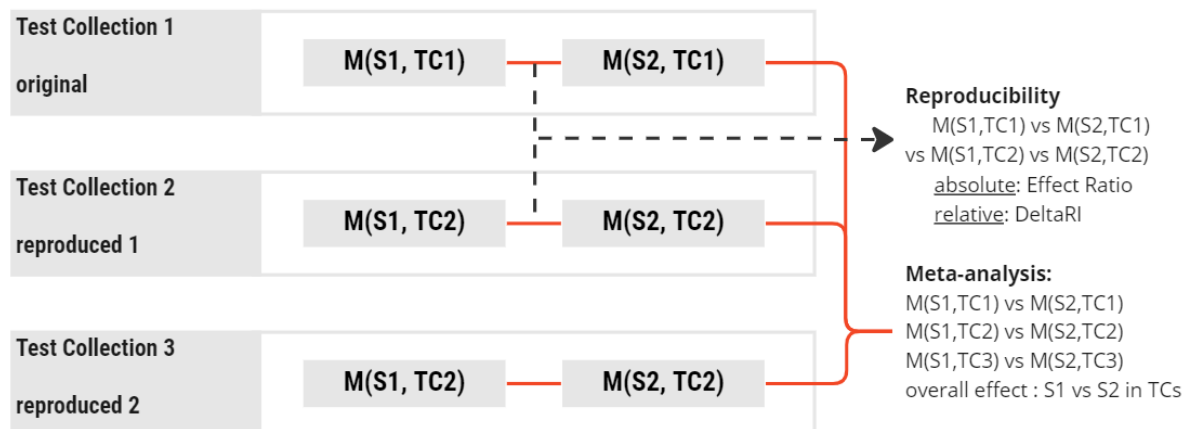 Test Collection 1
original
M(S1, TC1)
M(S2, TC1)
Test Collection 2
reproduced 1
M(S1, TC2)
M(S2, TC2)
Test Collection 3
reproduced 2
M(S1, TC2)
M(S2, TC2)
Reproducibility
M(S1,TC1) vs M(S2,TC1)
vs M(S1,TC2) vs M(S2,TC2)
absolute: Effect Ratio
relative: DeltaRI
Meta-analysis:
M(S1,TC1) vs M(S2,TC1)
M(S1,TC2) vs M(S2,TC2)
M(S1,TC3) vs M(S2,TC3)
overall effect : S1 vs S2 in TCs